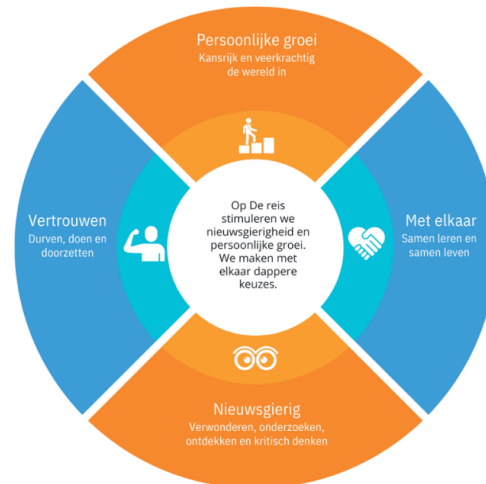 Persoonlijke groei
Kansrijk en veerkrachtig
de wereld in
Vertrouwen
Durven, doen en
doorzetten
Op De reis
stimuleren we
nieuwsgierigheid en
persoonlijke groei.
We maken met
elkaar dappere
keuzes.
Met elkaar
Samen leren en
samen leven
Nieuwsgierig
Verwonderen, onderzoeken,
ontdekken en kritisch denken